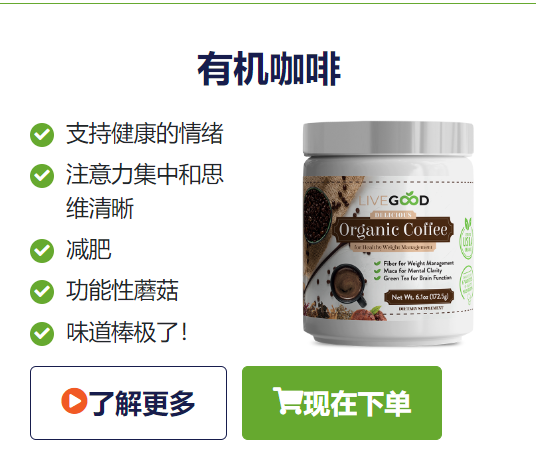 有机咖啡
支持健康的情绪
注意力集中和思
维清晰
减肥
功能性蘑菇
味道棒极了!
LIVEGOOD
DELICIOUS
Organic Coffee
for Healthy Weight Management
Fiber for Weight Management
Maca for Mental Clarity
Green Tea for Brain Function
Net Wt. 6.1oz (172.5g)
DIETARY SUPPLEMENT
了解更多
现在下单